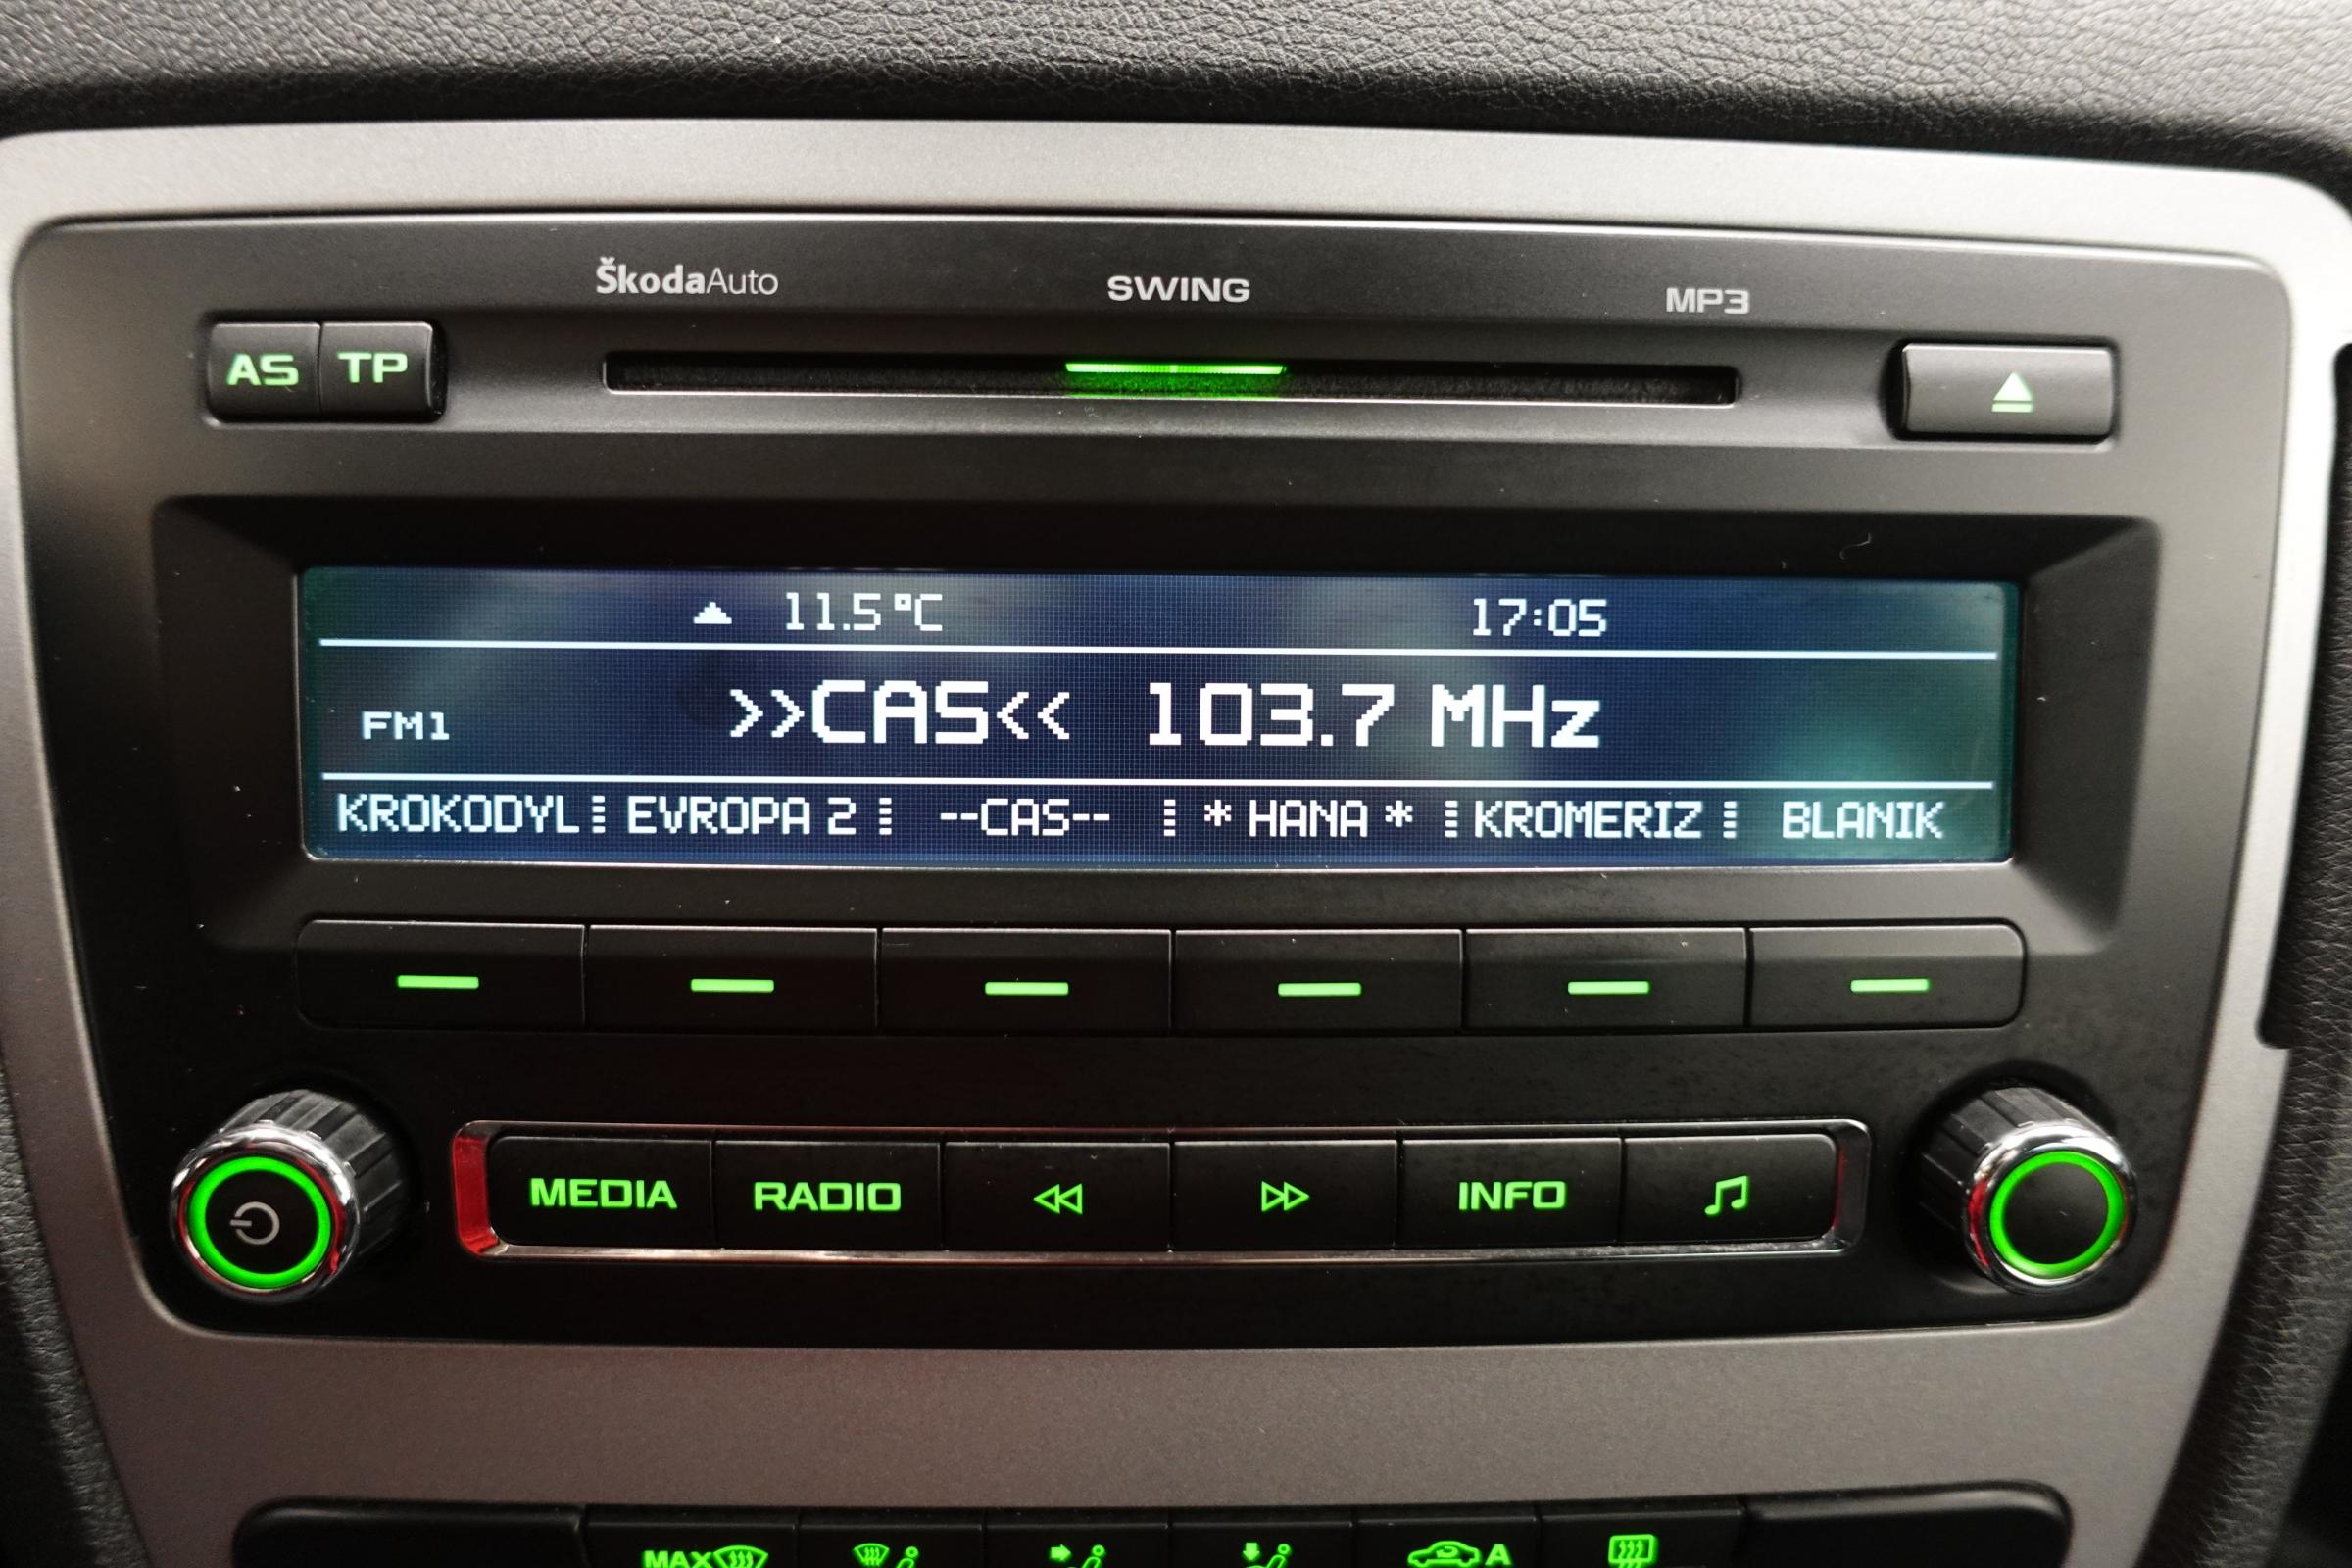 ŠkodaAuto SWING MP3
AS TP
11.5°C 17:05
FM1 >>CAS<< 103.7 MHz
KROKODYL EVROPA 2 --CAS-- * HANA * KROMERIZ BLANIK
MEDIA RADIO INFO
MAX A